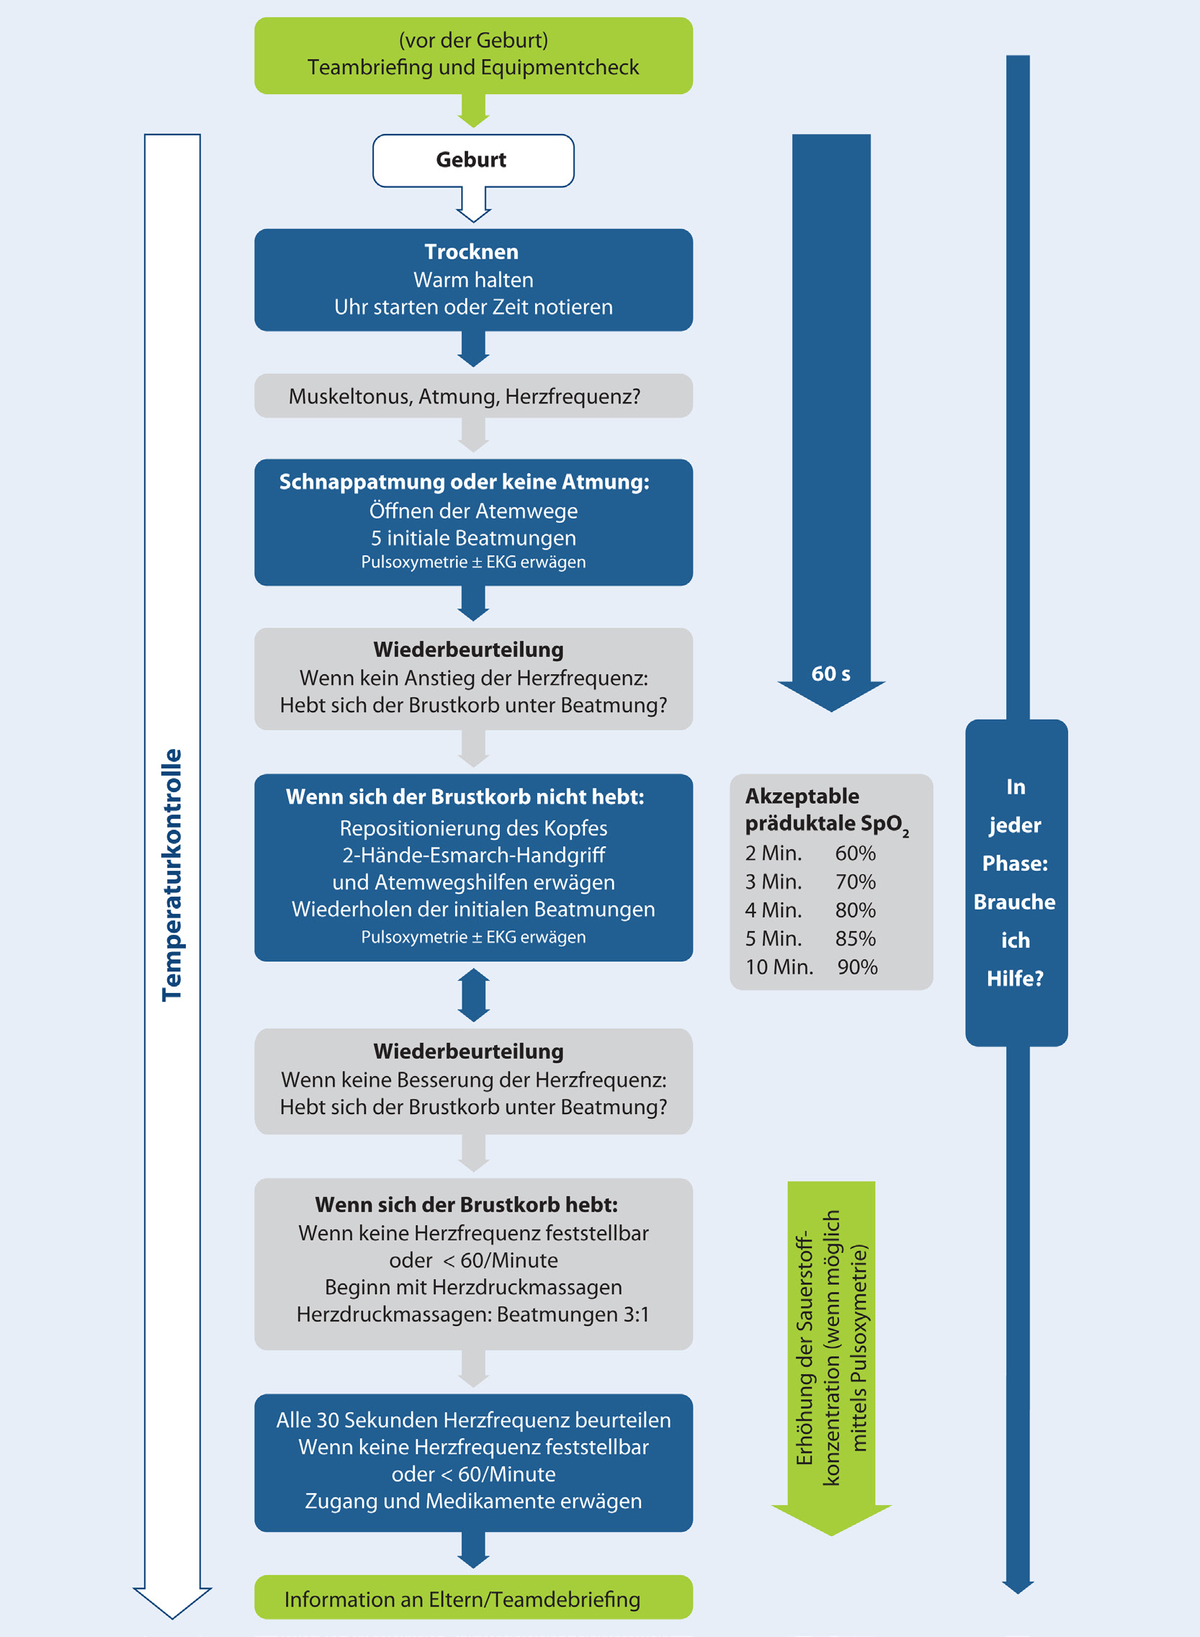 (vor der Geburt)
Teambriefing und Equipmentcheck
Geburt
Trocknen
Warm halten
Uhr starten oder Zeit notieren
Muskeltonus, Atmung, Herzfrequenz?
Schnappatmung oder keine Atmung:
Öffnen der Atemwege
5 initiale Beatmungen
Pulsoxymetrie ± EKG erwägen
Wiederbeurteilung
Wenn kein Anstieg der Herzfrequenz:
Hebt sich der Brustkorb unter Beatmung?
Wenn sich der Brustkorb nicht hebt:
Repositionierung des Kopfes
2-Hände-Esmarch-Handgriff
und Atemwegshilfen erwägen
Wiederholen der initialen Beatmungen
Pulsoxymetrie ± EKG erwägen
Wiederbeurteilung
Wenn keine Besserung der Herzfrequenz:
Hebt sich der Brustkorb unter Beatmung?
Wenn sich der Brustkorb hebt:
Wenn keine Herzfrequenz feststellbar
oder < 60/Minute
Beginn mit Herzdruckmassagen
Herzdruckmassagen: Beatmungen 3:1
Alle 30 Sekunden Herzfrequenz beurteilen
Wenn keine Herzfrequenz feststellbar
oder < 60/Minute
Zugang und Medikamente erwägen
Information an Eltern/Teamdebriefing
Temperaturkontrolle
60 s
Akzeptable
präduktale SpO₂
2 Min. 60%
3 Min. 70%
4 Min. 80%
5 Min. 85%
10 Min. 90%
Erhöhung der Sauerstoff-
konzentration (wenn möglich
mittels Pulsoxymetrie)
In
jeder
Phase:
Brauche
ich
Hilfe?